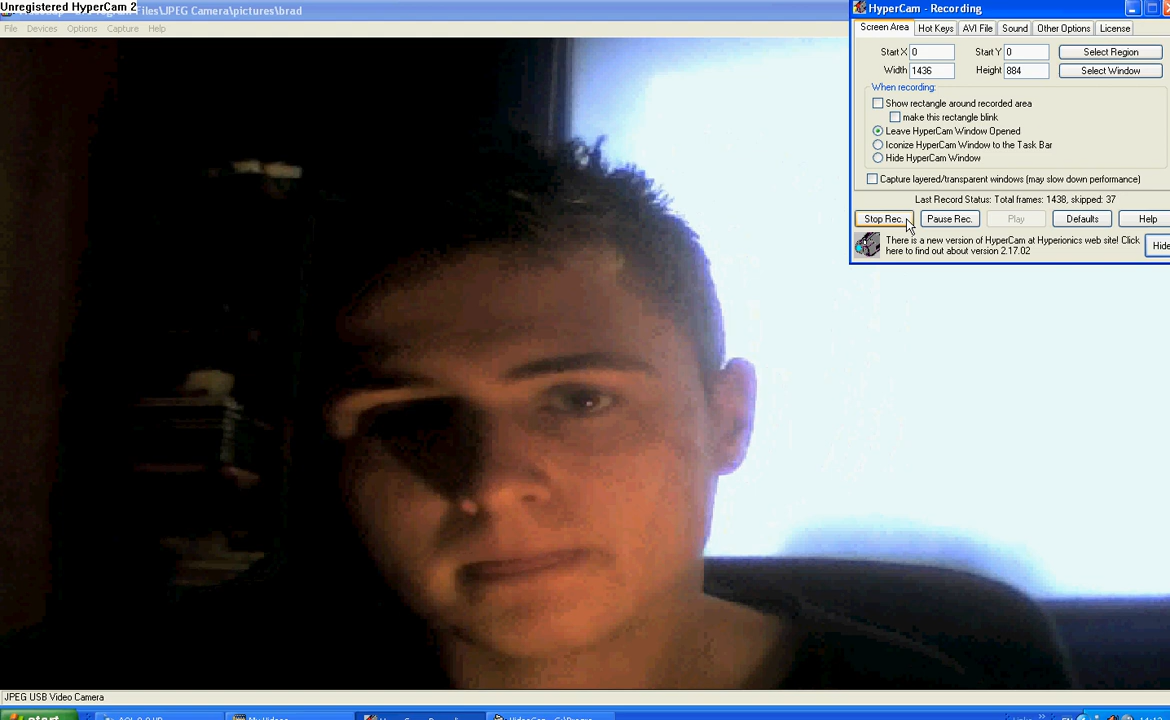 Unregistered HyperCam 2
Files\JPEG Camera\pictures\brad
File Devices Options Capture Help
HyperCam - Recording
Screen Area Hot Keys AVI File Sound Other Options License
Start X 0 Start Y 0 Select Region
Width 1436 Height 884 Select Window
When recording:
Show rectangle around recorded area
make this rectangle blink
Leave HyperCam Window Opened
Iconize HyperCam Window to the Task Bar
Hide HyperCam Window
Capture layered/transparent windows (may slow down performance)
Last Record Status: Total frames: 1438, skipped: 37
Stop Rec. Pause Rec. Play Defaults Help
There is a new version of HyperCam at Hyperionics web site! Click
here to find out about version 2.17.02
Hide
JPEG USB Video Camera
start